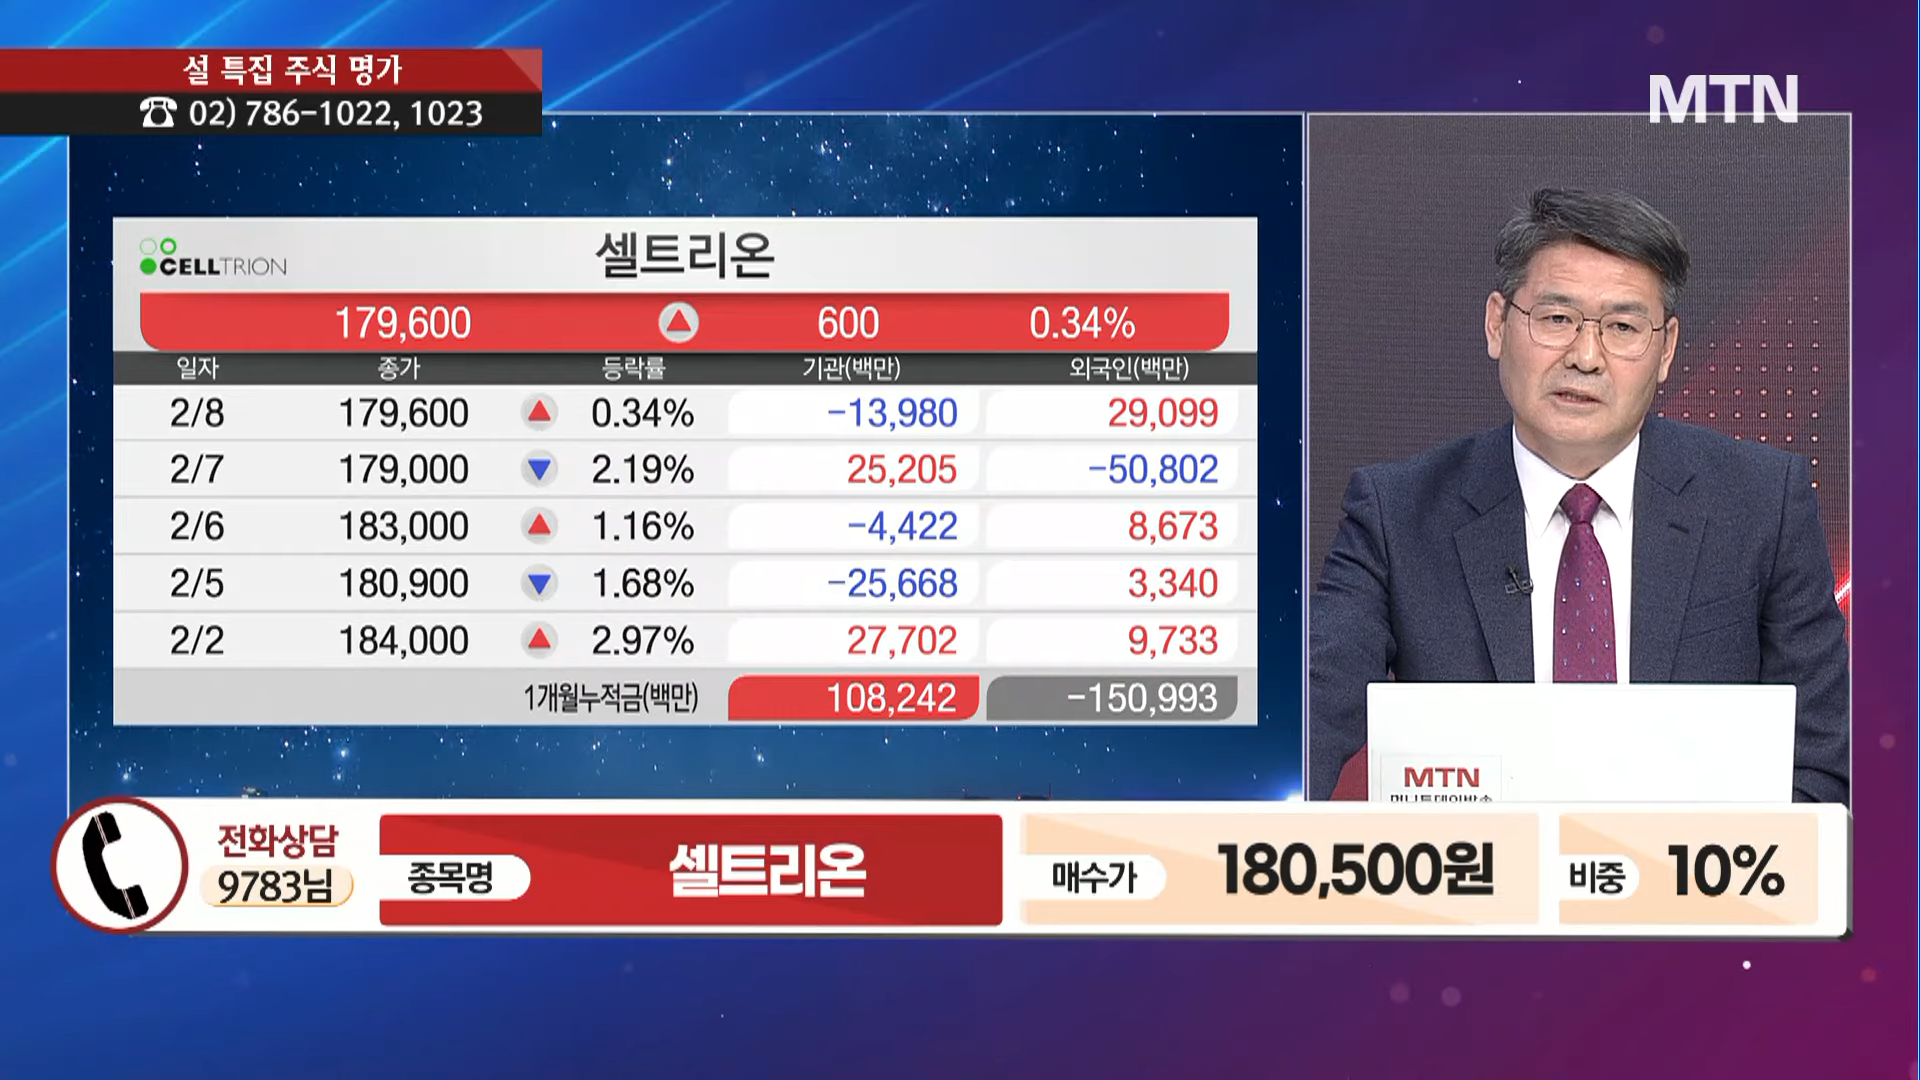 설 특집 주식 명가
☎ 02) 786-1022, 1023
MTN
CELLTRION
셀트리온
179,600 ▲ 600 0.34%
일자 종가 등락률 기관(백만) 외국인(백만)
2/8 179,600 ▲ 0.34% -13,980 29,099
2/7 179,000 ▼ 2.19% 25,205 -50,802
2/6 183,000 ▲ 1.16% -4,422 8,673
2/5 180,900 ▼ 1.68% -25,668 3,340
2/2 184,000 ▲ 2.97% 27,702 9,733
1개월누적금(백만) 108,242 -150,993
MTN
전화상담
9783님
종목명 셀트리온
매수가 180,500원
비중 10%